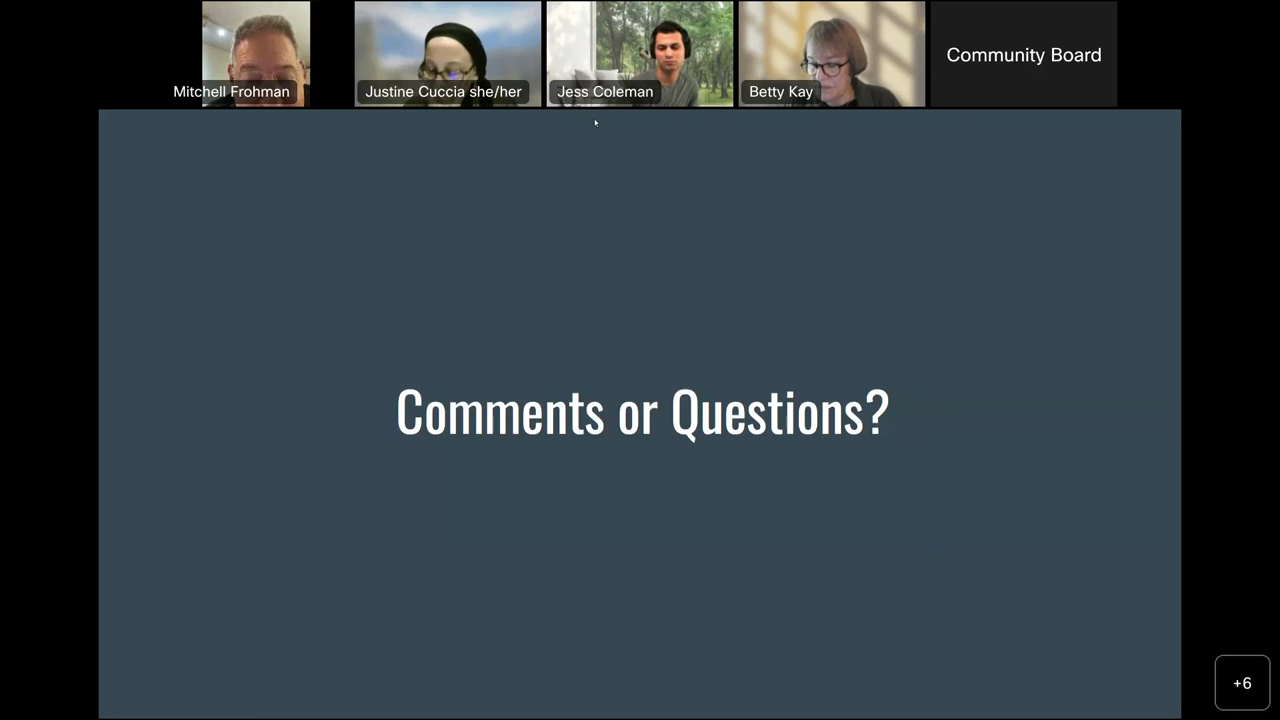 Mitchell Frohman
Justine Cuccia she/her
Jess Coleman
Betty Kay
Community Board
Comments or Questions?
+6